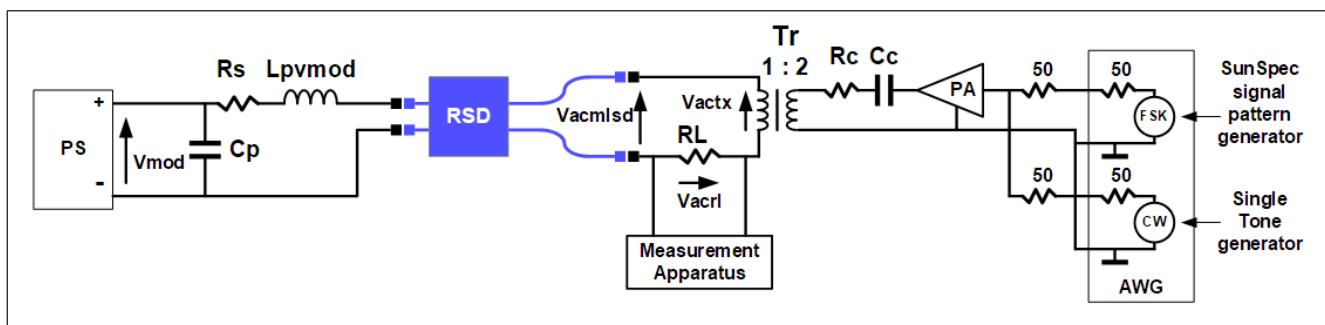 PS
+
-
Vmod
Cp
Rs
Lpvmod
RSD
Vacmlsd
Vactx
RL
Vacrl
Measurement
Apparatus
Tr
1 : 2
Rc
Cc
PA
50
50
FSK
50
50
CW
AWG
SunSpec
signal
pattern
generator
Single
Tone
generator